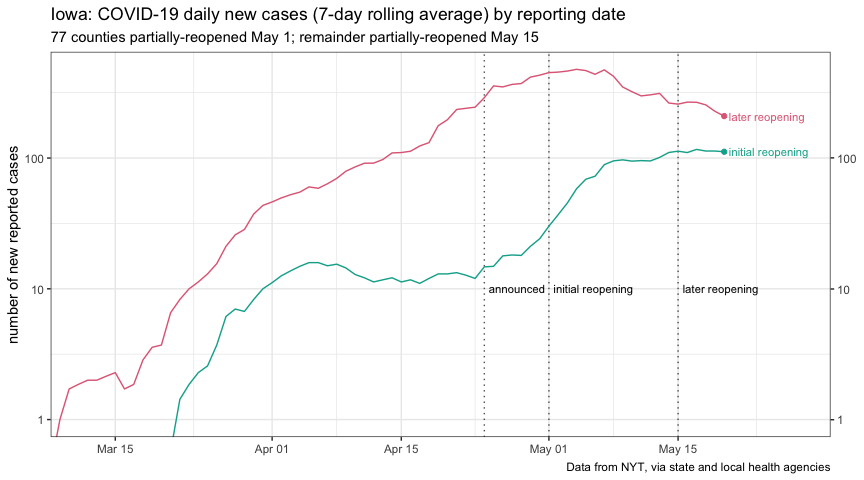 Iowa: COVID-19 daily new cases (7-day rolling average) by reporting date
77 counties partially-reopened May 1; remainder partially-reopened May 15
number of new reported cases
100
10
1
100
10
1
later reopening
initial reopening
announced
initial reopening
later reopening
Mar 15
Apr 01
Apr 15
May 01
May 15
Data from NYT, via state and local health agencies